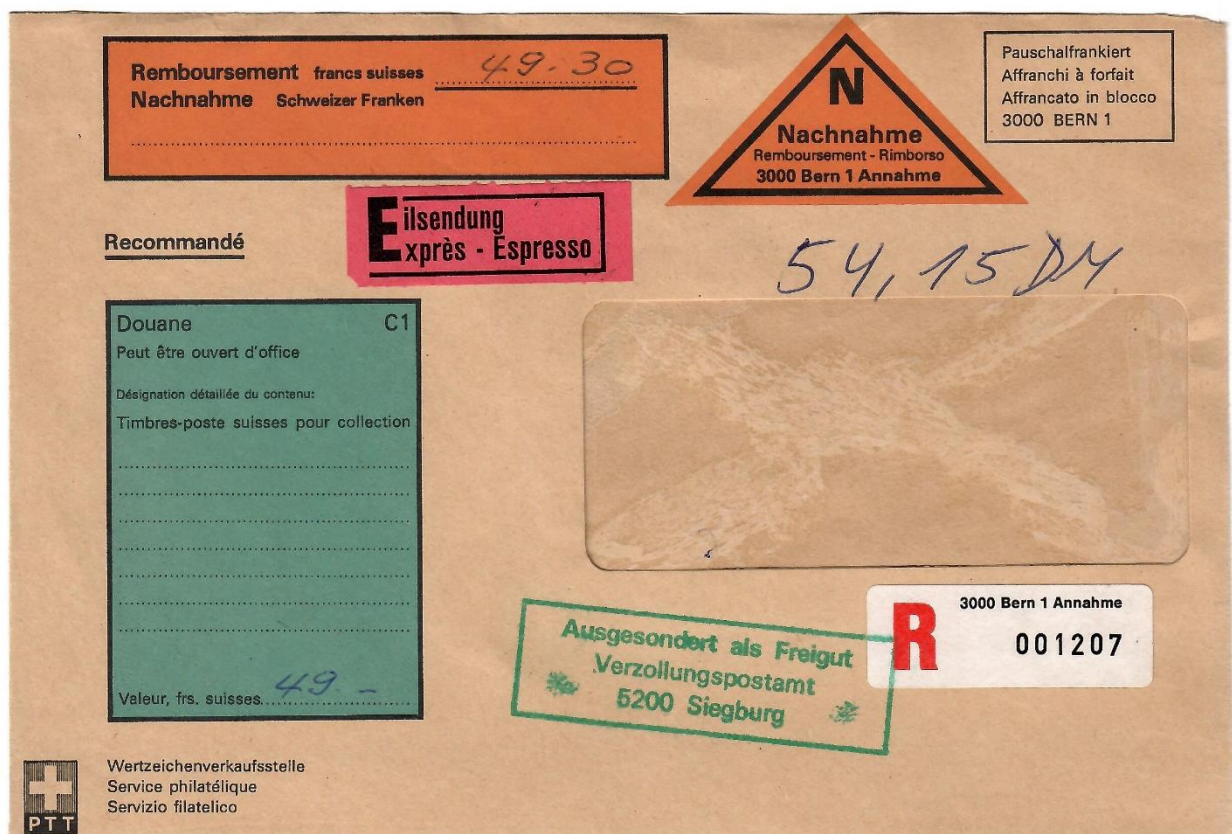 Remboursement francs suisses 49.30
Nachnahme Schweizer Franken
N
Nachnahme
Remboursement - Rimborso
3000 Bern 1 Annahme
Pauschalfrankiert
Affranchi à forfait
Affrancato in blocco
3000 BERN 1
Eilsendung
Exprès - Espresso
Recommandé
54,15 DM
Douane C1
Peut être ouvert d'office
Désignation détaillée du contenu:
Timbres-poste suisses pour collection
Valeur, frs. suisses 49.-
R
3000 Bern 1 Annahme
001207
Ausgesondert als Freigut
Verzollungspostamt
5200 Siegburg
PTT
Wertzeichenverkaufsstelle
Service philatélique
Servizio filatelico